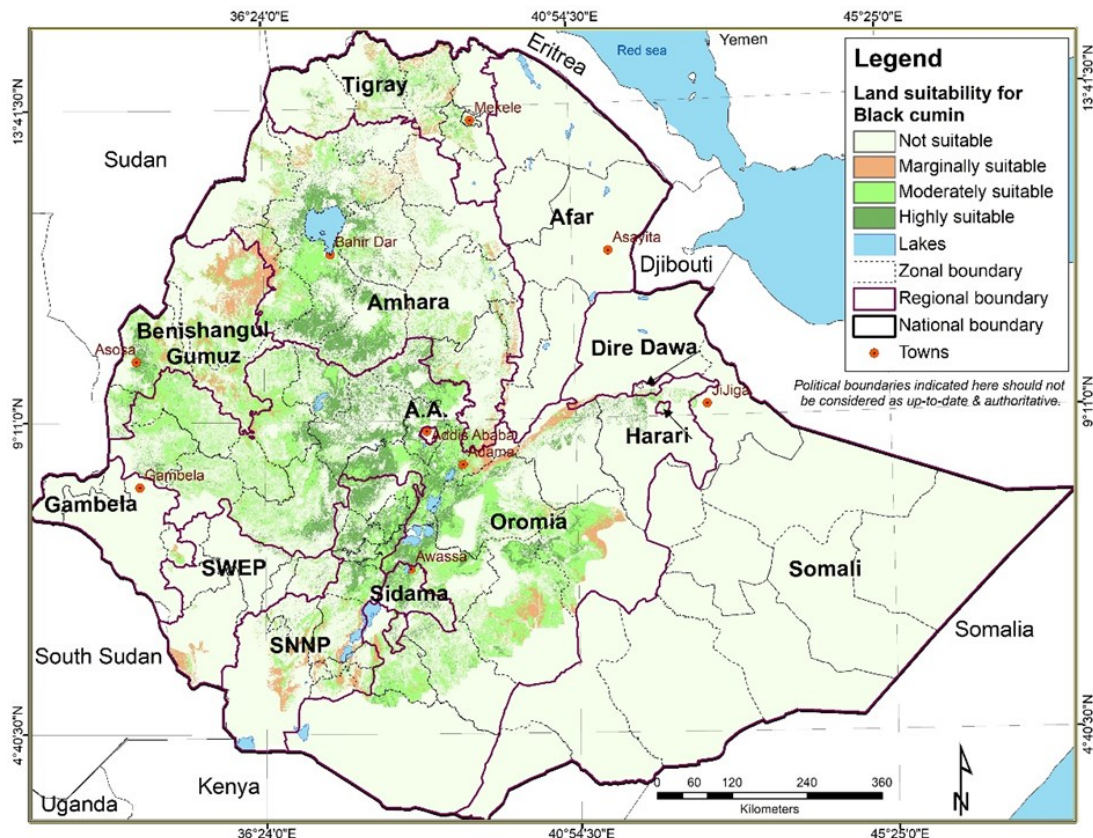 36°24'0"E
40°54'30"E
45°25'0"E
13°41'30"N
9°11'0"N
4°40'30"N
Eritrea
Red sea
Yemen
Sudan
Tigray
Mekele
Afar
Asayita
Djibouti
Bahir Dar
Amhara
Benishangul
Gumuz
Asosa
Dire Dawa
A.A.
Addis Ababa
Adama
JiJiga
Harari
Gambela
Gambela
Oromia
SWEP
Awassa
Sidama
Somali
SNNP
South Sudan
Somalia
Kenya
Uganda
Legend
Land suitability for
Black cumin
Not suitable
Marginally suitable
Moderately suitable
Highly suitable
Lakes
Zonal boundary
Regional boundary
National boundary
Towns
Political boundaries indicated here should not
be considered as up-to-date & authoritative.
13°41'30"N
9°11'0"N
4°40'30"N
N
0 60 120 240 360
Kilometers
36°24'0"E
40°54'30"E
45°25'0"E